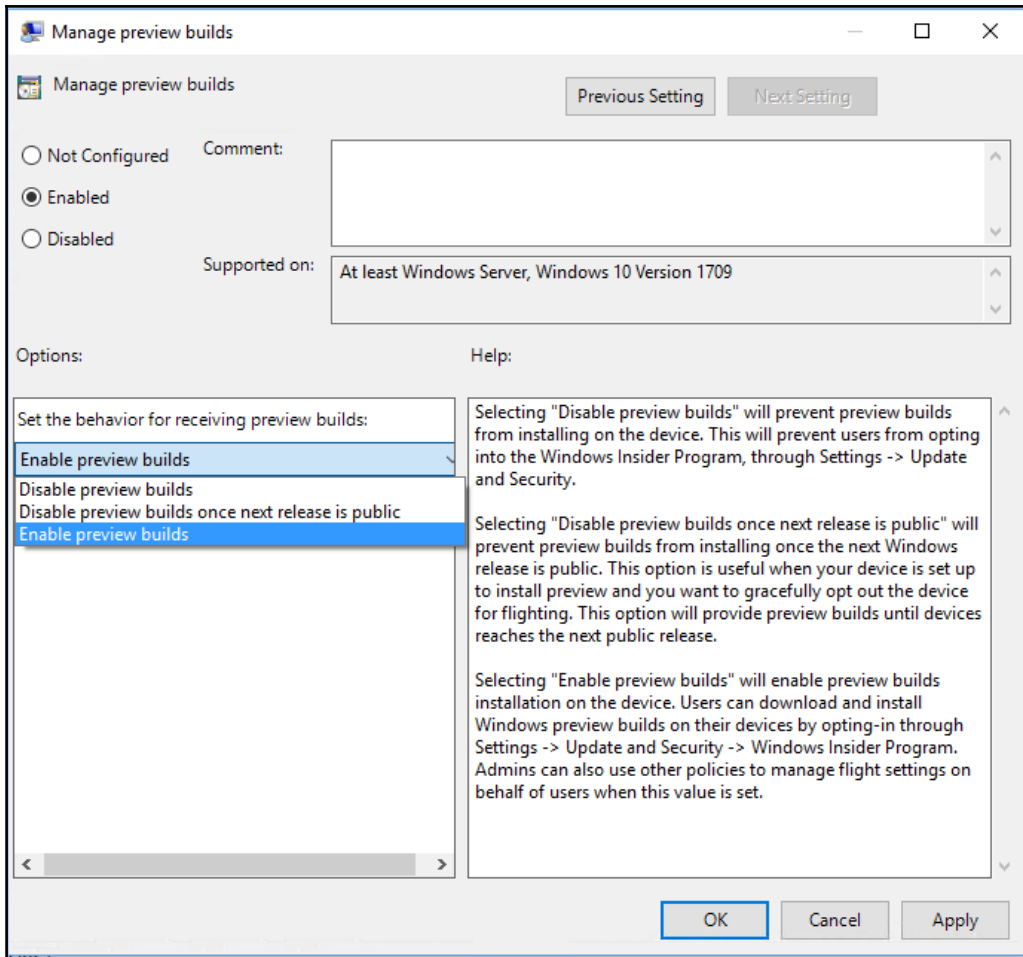 Manage preview builds
Manage preview builds
Previous Setting
Next Setting
Not Configured
Enabled
Disabled
Comment:
Supported on:
At least Windows Server, Windows 10 Version 1709
Options:
Help:
Set the behavior for receiving preview builds:
Enable preview builds
Disable preview builds
Disable preview builds once next release is public
Enable preview builds
Selecting "Disable preview builds" will prevent preview builds
from installing on the device. This will prevent users from opting
into the Windows Insider Program, through Settings -> Update
and Security.
Selecting "Disable preview builds once next release is public" will
prevent preview builds from installing once the next Windows
release is public. This option is useful when your device is set up
to install preview and you want to gracefully opt out the device
for flighting. This option will provide preview builds until devices
reaches the next public release.
Selecting "Enable preview builds" will enable preview builds
installation on the device. Users can download and install
Windows preview builds on their devices by opting-in through
Settings -> Update and Security -> Windows Insider Program.
Admins can also use other policies to manage flight settings on
behalf of users when this value is set.
OK
Cancel
Apply